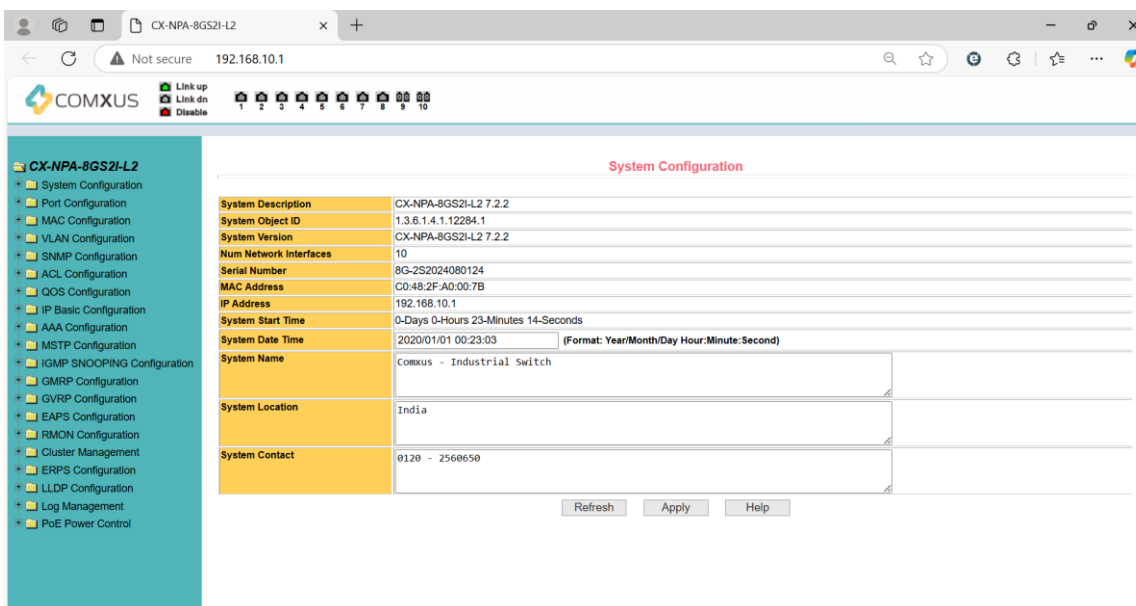 CX-NPA-8GS2I-L2
Not secure 192.168.10.1
COMXUS
Link up
Link dn
Disable
1 2 3 4 5 6 7 8 9 10
CX-NPA-8GS2I-L2
System Configuration
Port Configuration
MAC Configuration
VLAN Configuration
SNMP Configuration
ACL Configuration
QOS Configuration
IP Basic Configuration
AAA Configuration
MSTP Configuration
IGMP SNOOPING Configuration
GMRP Configuration
GVRP Configuration
EAPS Configuration
RMON Configuration
Cluster Management
ERPS Configuration
LLDP Configuration
Log Management
PoE Power Control
System Configuration
System Description CX-NPA-8GS2I-L2 7.2.2
System Object ID 1.3.6.1.4.1.12284.1
System Version CX-NPA-8GS2I-L2 7.2.2
Num Network Interfaces 10
Serial Number 8G-2S2024080124
MAC Address C0:48:2F:A0:00:7B
IP Address 192.168.10.1
System Start Time 0-Days 0-Hours 23-Minutes 14-Seconds
System Date Time 2020/01/01 00:23:03 (Format: Year/Month/Day Hour:Minute:Second)
System Name Comxus - Industrial Switch
System Location India
System Contact 0120 - 2560650
Refresh Apply Help